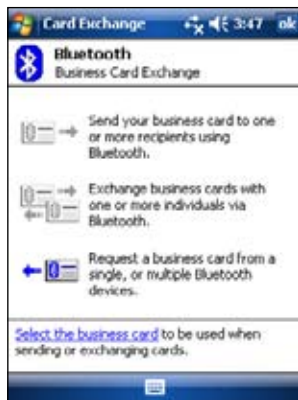 Card Exchange 3:47 ok
Bluetooth
Business Card Exchange
Send your business card to one
or more recipients using
Bluetooth.
Exchange business cards with
one or more individuals via
Bluetooth.
Request a business card from a
single, or multiple Bluetooth
devices.
Select the business card to be used when
sending or exchanging cards.